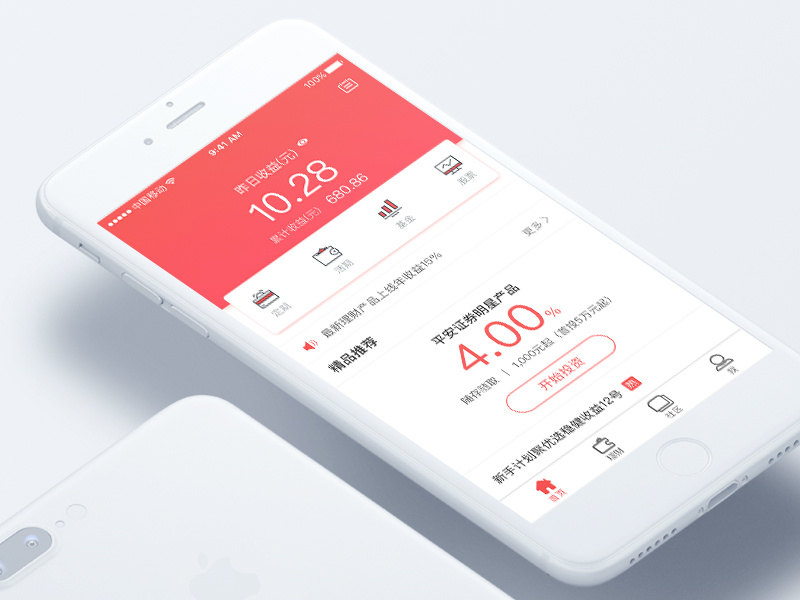 中国移动 9:41 AM 100%
昨日收益(元)
10.28
累计收益(元) 680.86
定期 活期 基金 股票
最新理财产品上线年收益15%
精品推荐 更多
平安证券明星产品
4.00%
随存随取 | 1,000元起 (首投5万元起)
开始投资
新手计划聚优选稳健收益12号 热
首页 理财 社区 我